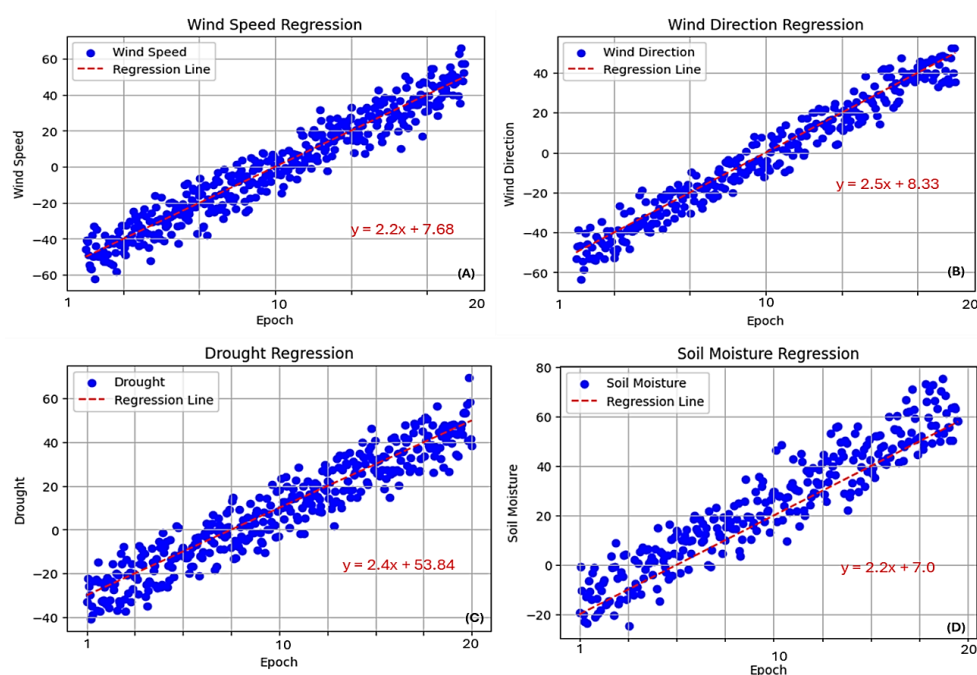 Wind Speed Regression
Wind Speed
Regression Line
60
40
20
0
−20
−40
−60
Wind Speed
y = 2.2x + 7.68
(A)
1
10
20
Epoch
Wind Direction Regression
Wind Direction
Regression Line
40
20
0
−20
−40
−60
Wind Direction
y = 2.5x + 8.33
(B)
1
10
20
Epoch
Drought Regression
Drought
Regression Line
60
40
20
0
−20
−40
Drought
y = 2.4x + 53.84
(C)
1
10
20
Epoch
Soil Moisture Regression
Soil Moisture
Regression Line
80
60
40
20
0
−20
Soil Moisture
y = 2.2x + 7.0
(D)
1
10
20
Epoch